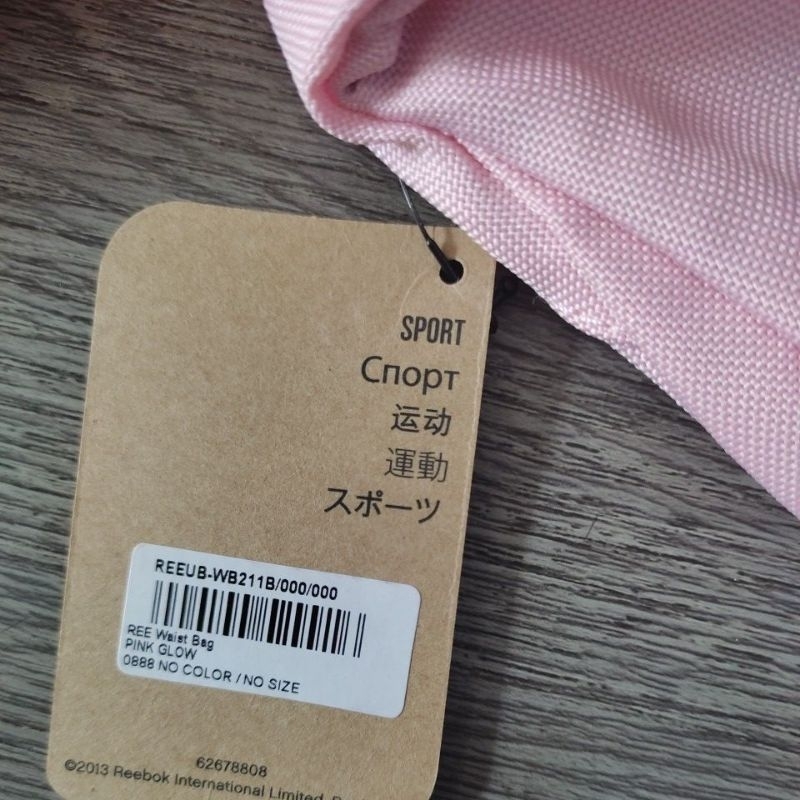 SPORT
Спорт
运动
運動
スポーツ
REEUB-WB211B/000/000
REE Waist Bag
PINK GLOW
0888 NO COLOR / NO SIZE
62678808
©2013 Reebok International Limited.